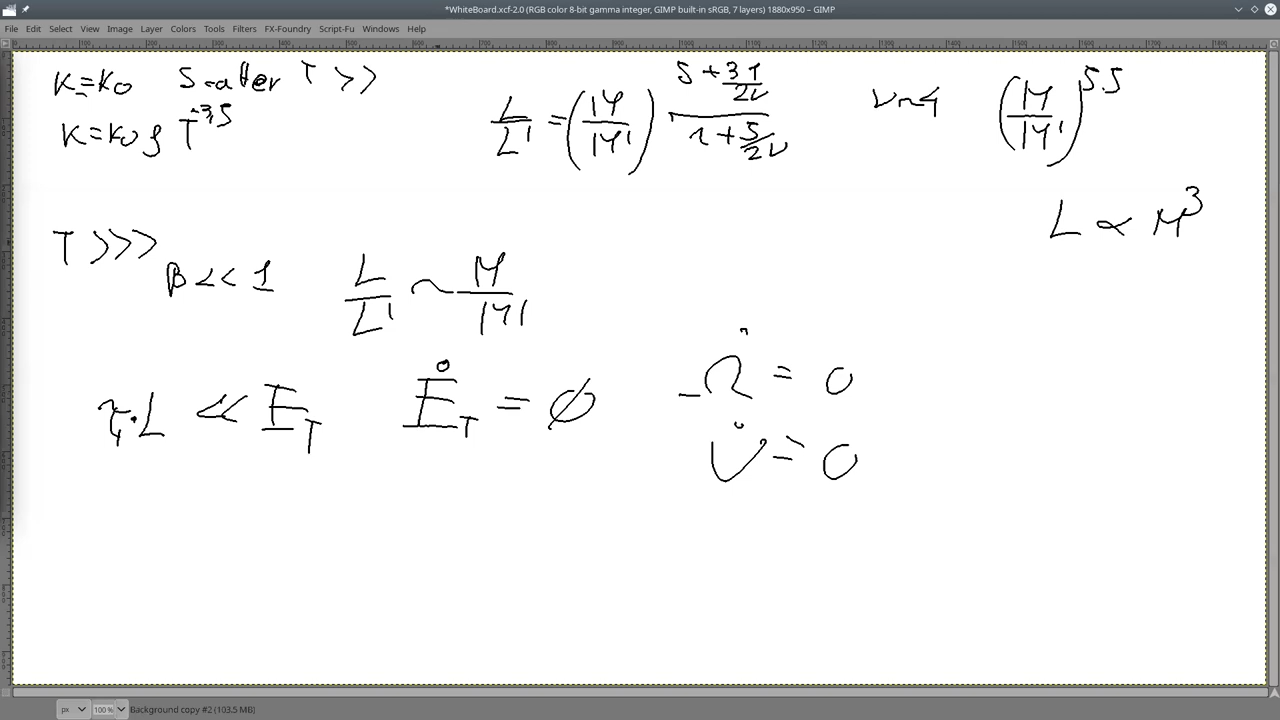 *WhiteBoard.xcf-2.0 (RGB color 8-bit gamma integer, GIMP built-in sRGB, 7 layers) 1880x950 – GIMP
File Edit Select View Image Layer Colors Tools Filters FX-Foundry Script-Fu Windows Help
K=K0 Scatter T >>
K=K0 ρ T^-3.5
L/L' = (M/M')^((5 + 31/2ν)/(1 + 5/2ν)) ν~4 (M/M')^5.5
L ∝ M^3
T >>> β << 1 L/L' ~ M/M'
τ·L << E_T Ė_T = ∅ -Ω̇ = 0
U̇ = 0
px 100 % Background copy #2 (103.5 MB)